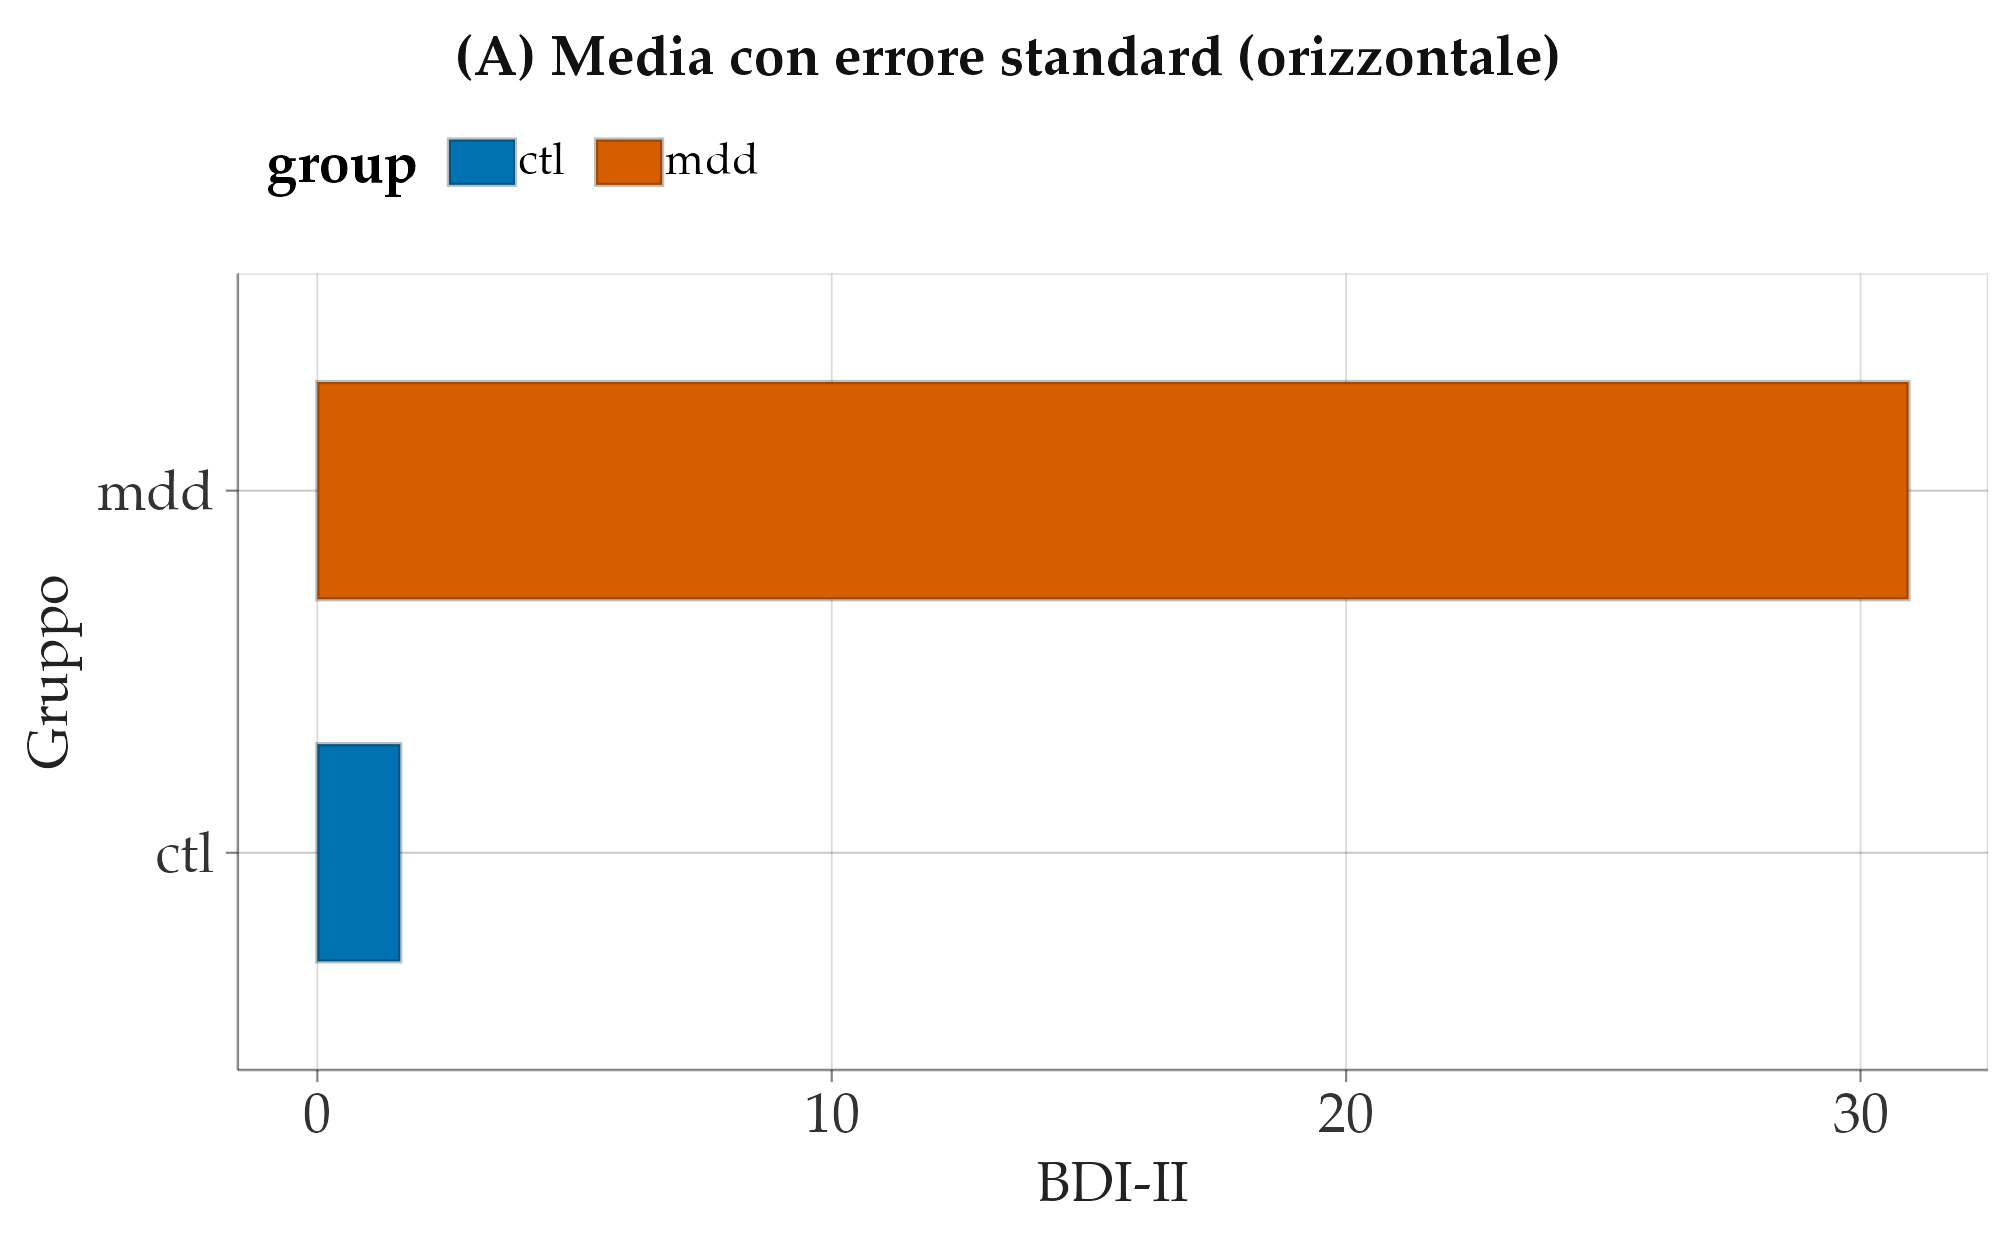 (A) Media con errore standard (orizzontale)
group ctl mdd
mdd
Gruppo
ctl
0 10 20 30
BDI-II